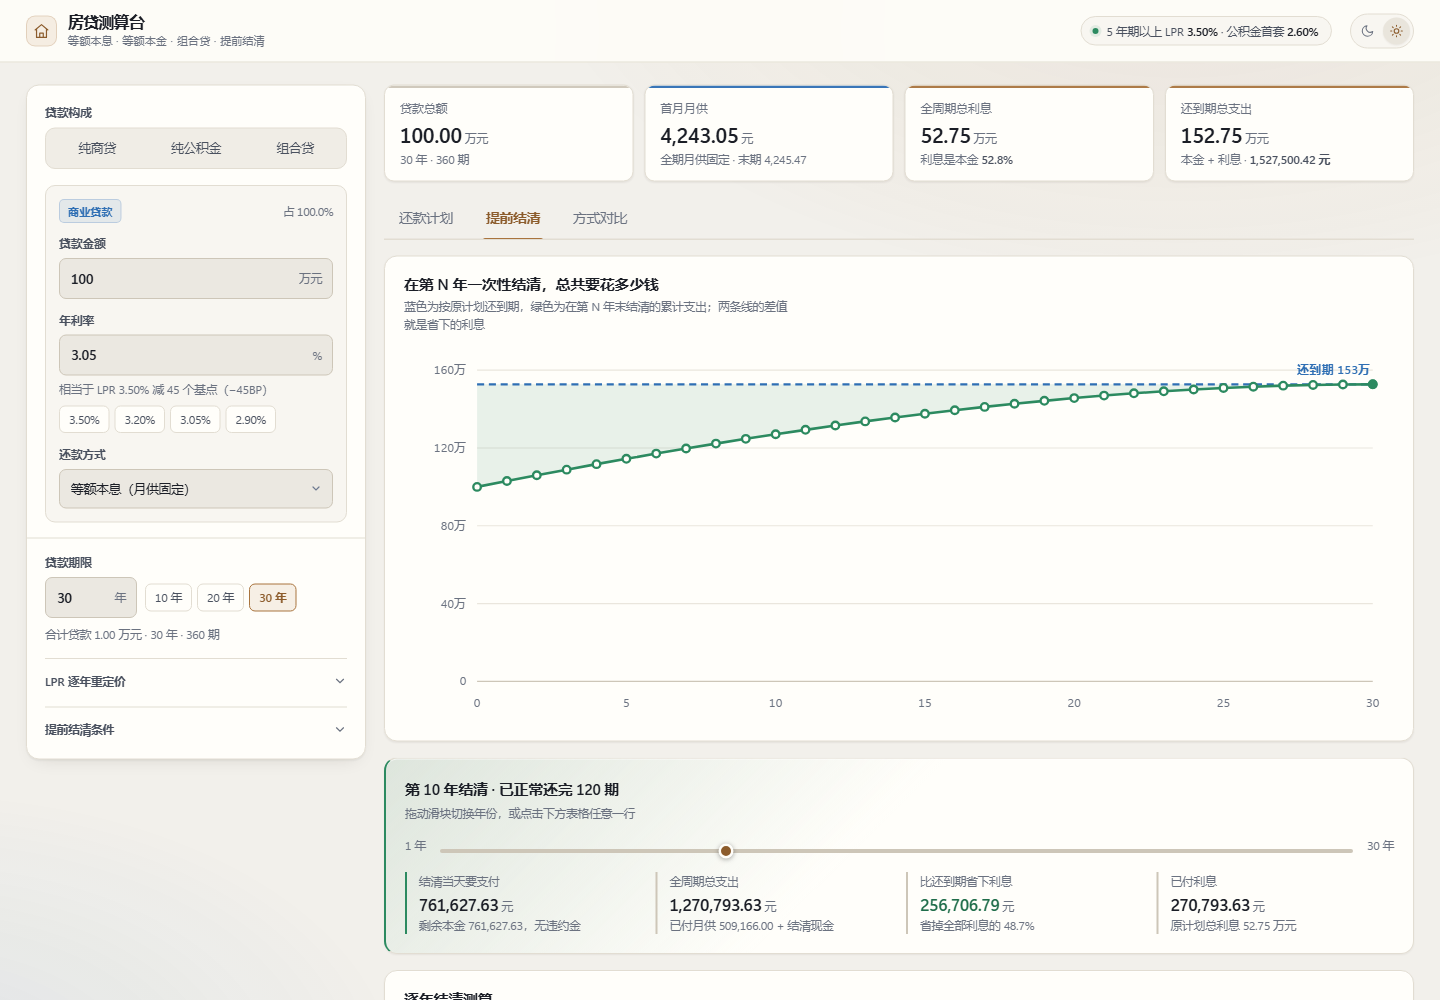 房贷测算台
等额本息 · 等额本金 · 组合贷 · 提前结清
5 年期以上 LPR 3.50% · 公积金首套 2.60%
贷款构成
纯商贷 纯公积金 组合贷
商业贷款 占 100.0%
贷款金额
100 万元
年利率
3.05 %
相当于 LPR 3.50% 减 45 个基点（−45BP）
3.50% 3.20% 3.05% 2.90%
还款方式
等额本息（月供固定）
贷款期限
30 年 10 年 20 年 30 年
合计贷款 1.00 万元 · 30 年 · 360 期
LPR 逐年重定价
提前结清条件
贷款总额
100.00 万元
30 年 · 360 期
首月月供
4,243.05 元
全期月供固定 · 末期 4,245.47
全周期总利息
52.75 万元
利息是本金 52.8%
还到期总支出
152.75 万元
本金 + 利息 · 1,527,500.42 元
还款计划 提前结清 方式对比
在第 N 年一次性结清，总共要花多少钱
蓝色为按原计划还到期，绿色为在第 N 年末结清的累计支出；两条线的差值
就是省下的利息
160万
还到期 153万
120万
80万
40万
0
0 5 10 15 20 25 30
第 10 年结清 · 已正常还完 120 期
拖动滑块切换年份，或点击下方表格任意一行
1 年 30 年
结清当天要支付
761,627.63 元
剩余本金 761,627.63，无违约金
全周期总支出
1,270,793.63 元
已付月供 509,166.00 + 结清现金
比还到期省下利息
256,706.79 元
省掉全部利息的 48.7%
已付利息
270,793.63 元
原计划总利息 52.75 万元
逐年结清测算